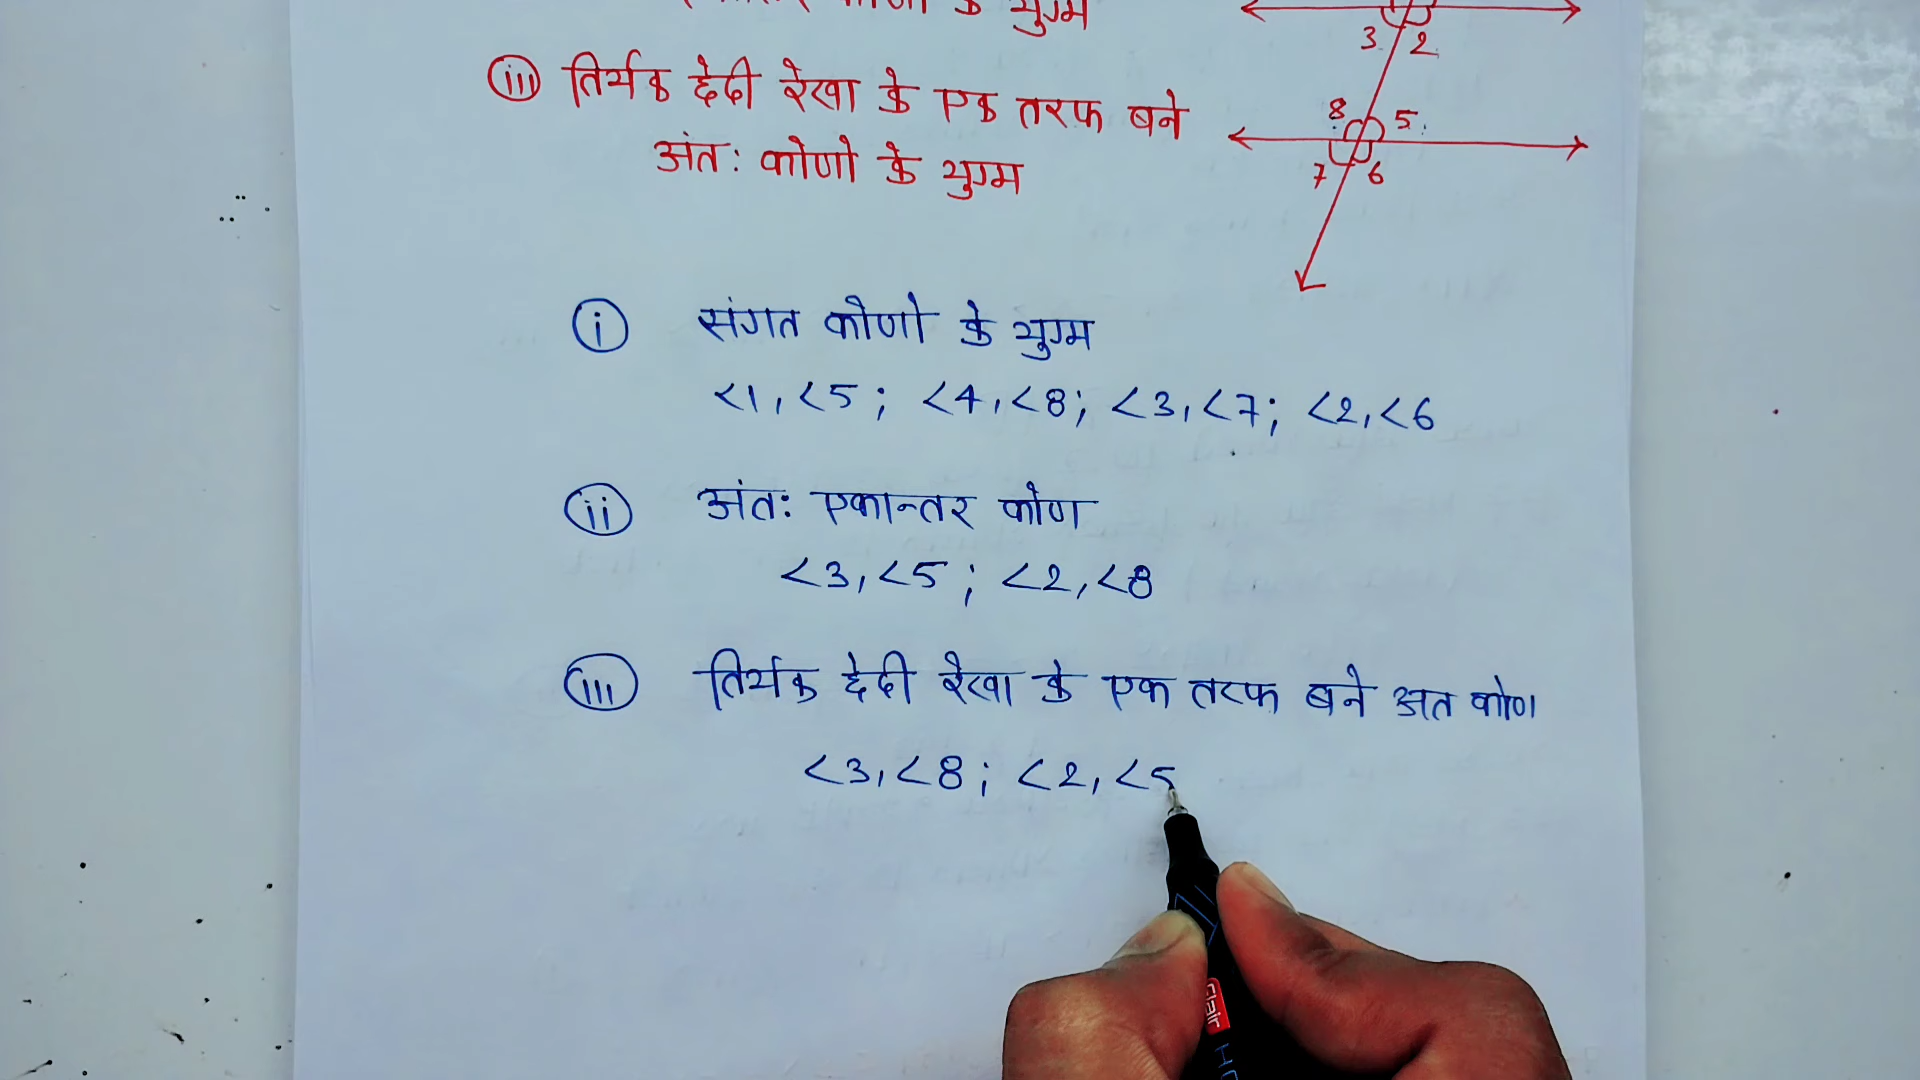 के युग्म
3 2
(iii) तिर्यक छेदी रेखा के एक तरफ बने
अंतः कोणो के युग्म
8 5
7 6
(i) संगत कोणो के युग्म
<1, <5; <4, <8; <3, <7; <2, <6
(ii) अंतः एकान्तर कोण
<3, <5; <2, <8
(iii) तिर्यक छेदी रेखा के एक तरफ बने अंत कोण
<3, <8; <2, <5
Flair